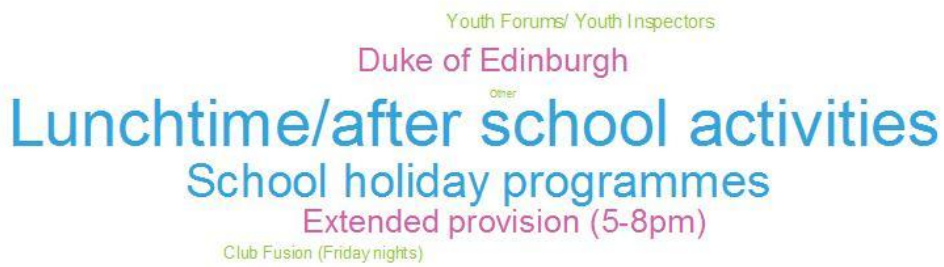 Youth Forums/ Youth Inspectors
Duke of Edinburgh
Other
Lunchtime/after school activities
School holiday programmes
Extended provision (5-8pm)
Club Fusion (Friday nights)